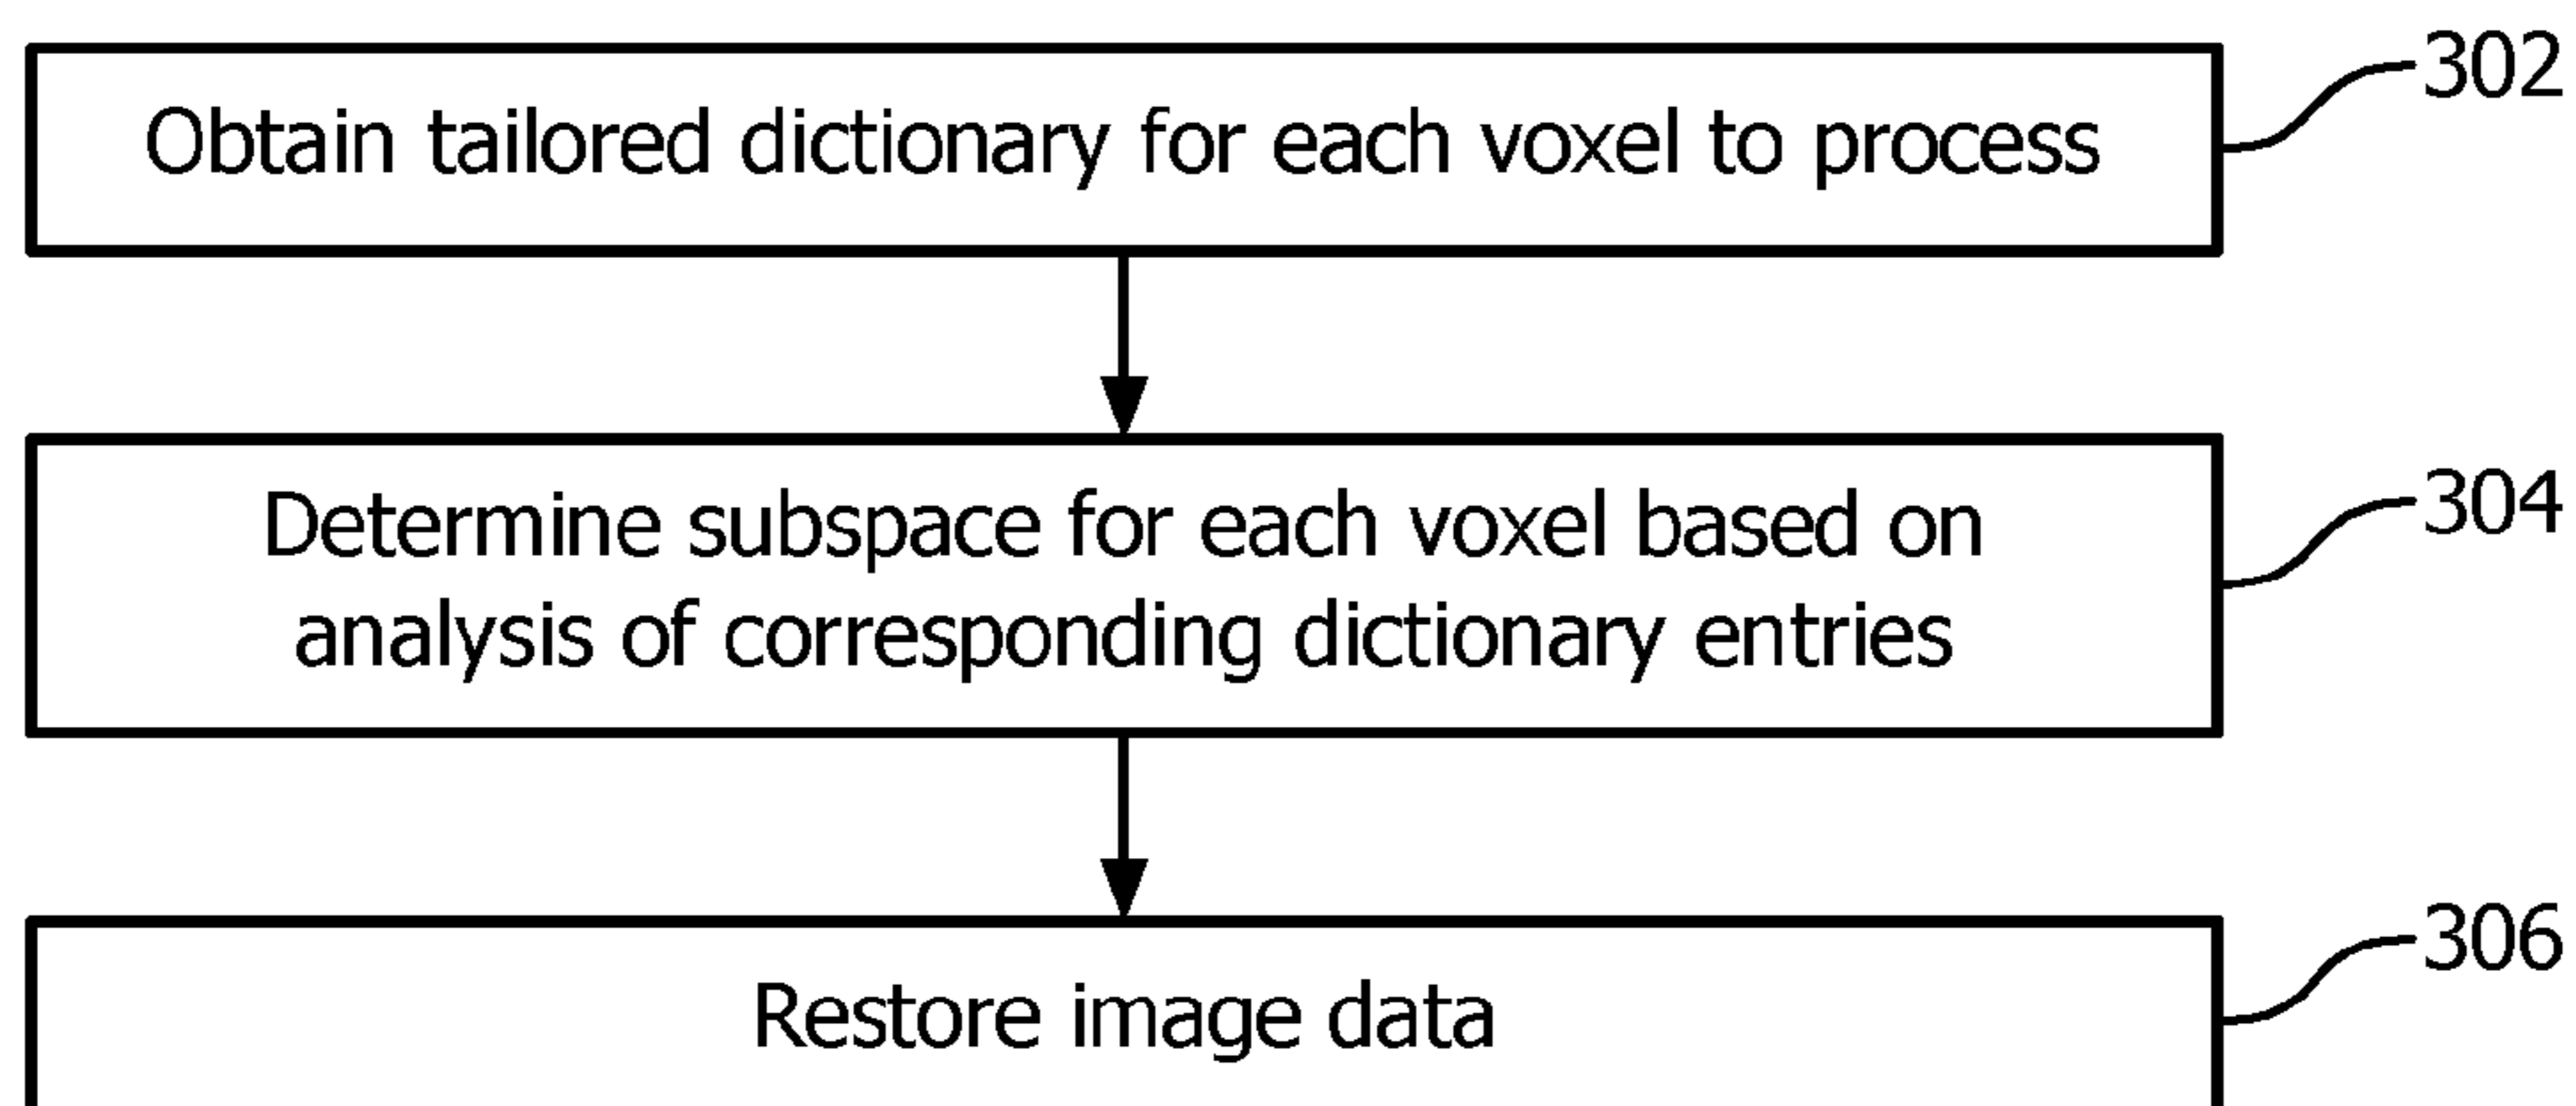 Obtain tailored dictionary for each voxel to process
302
Determine subspace for each voxel based on
analysis of corresponding dictionary entries
304
Restore image data
306